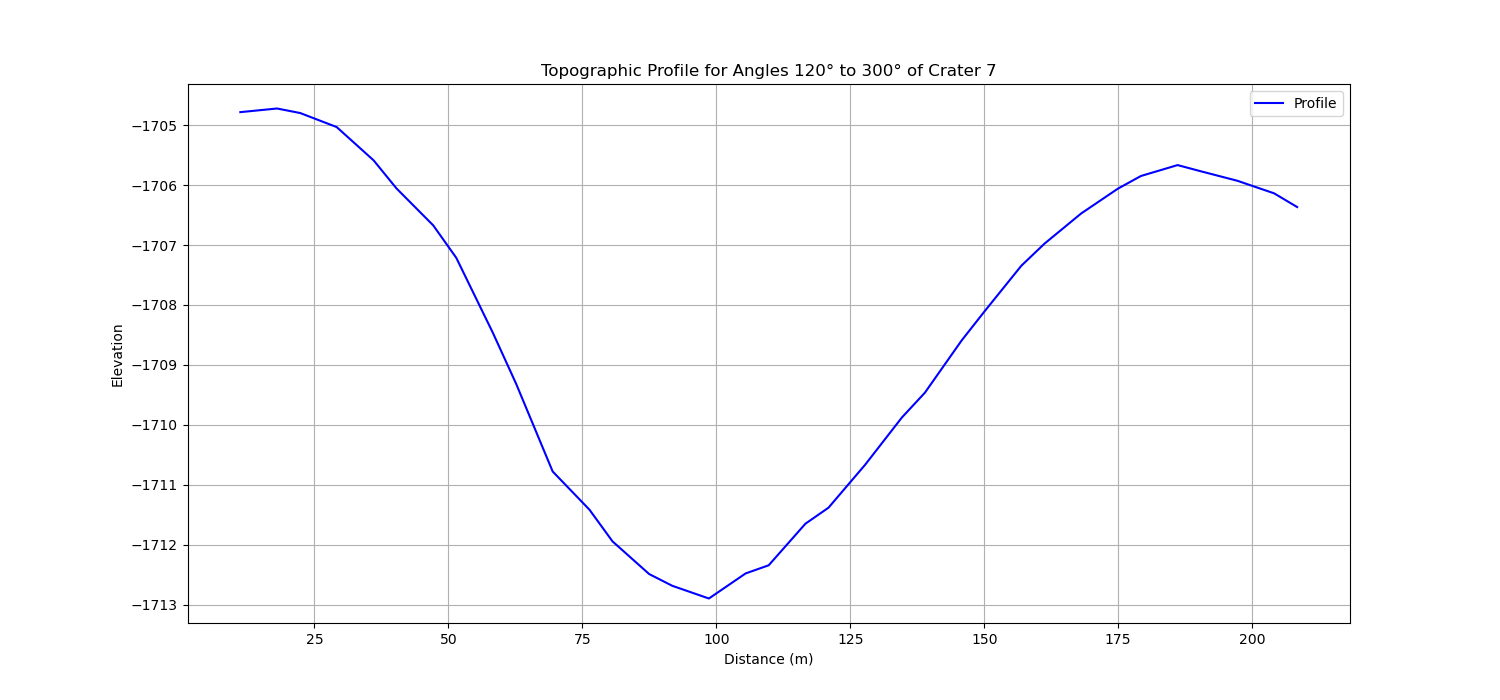 Topographic Profile for Angles 120° to 300° of Crater 7
Profile
−1705
−1706
−1707
−1708
−1709
−1710
−1711
−1712
−1713
Elevation
25 50 75 100 125 150 175 200
Distance (m)